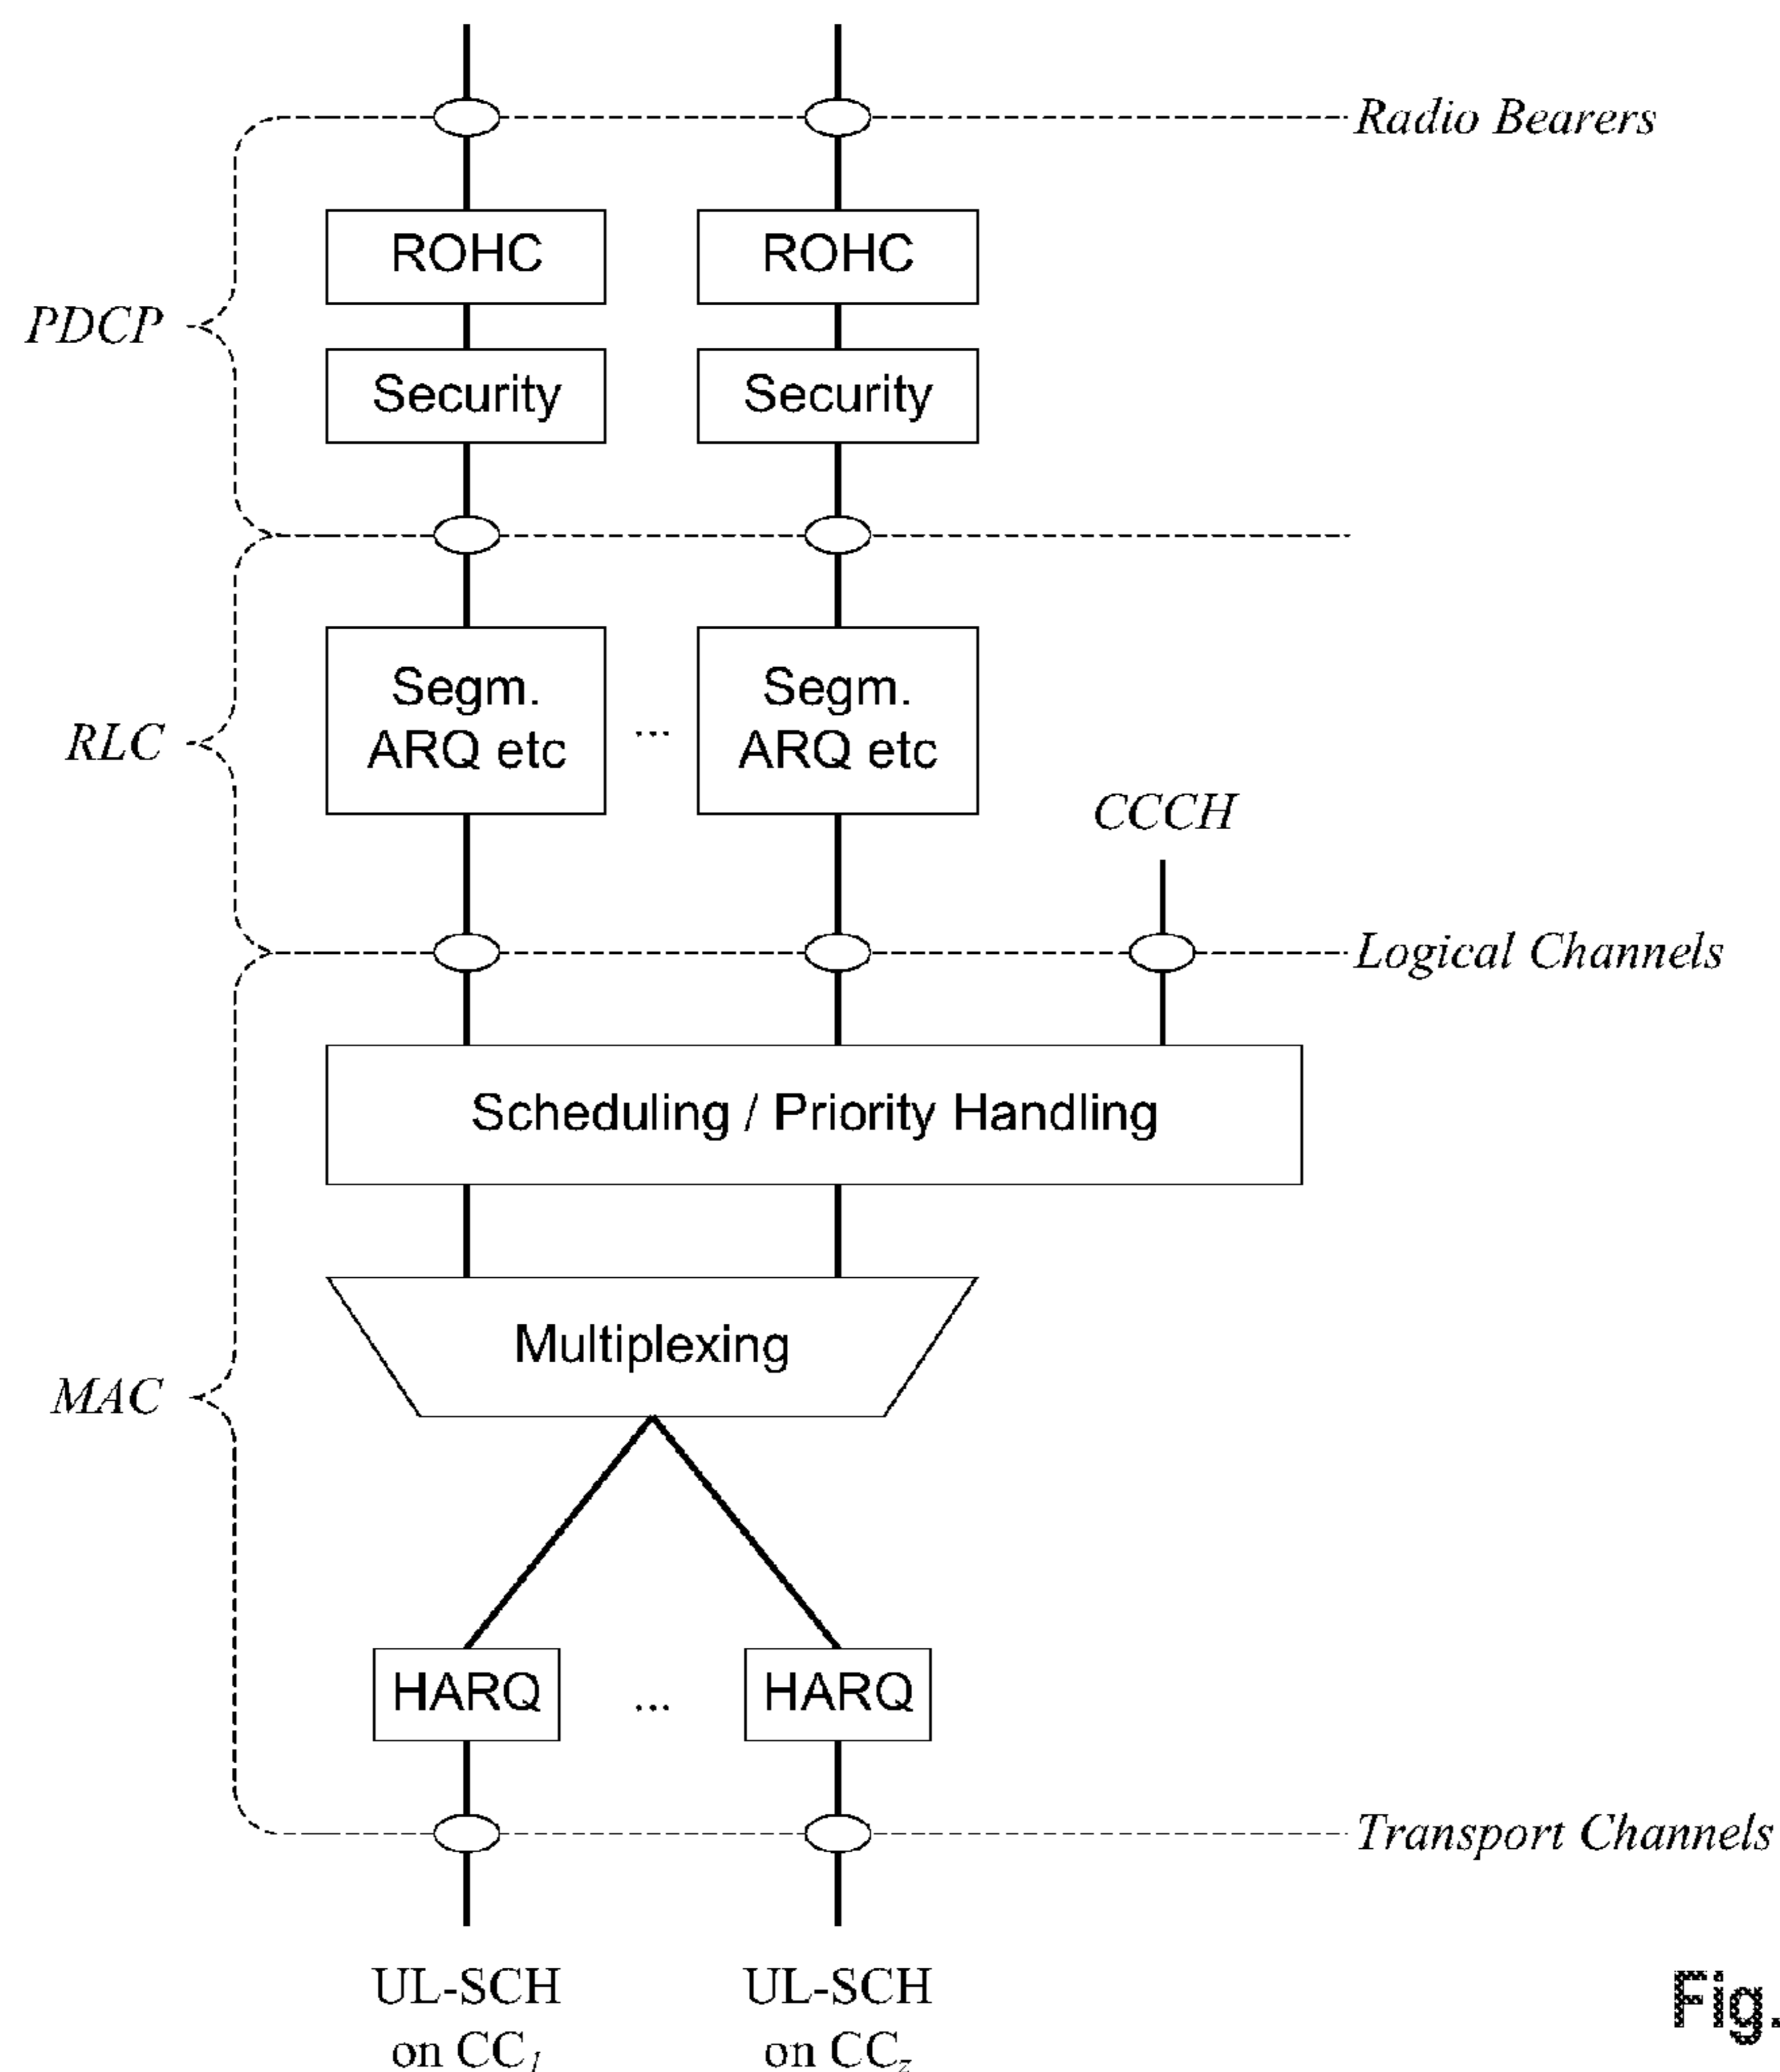 Radio Bearers
ROHC ROHC
PDCP
Security Security
Segm. Segm.
RLC
ARQ etc ... ARQ etc
CCCH
Logical Channels
Scheduling / Priority Handling
Multiplexing
MAC
HARQ ... HARQ
Transport Channels
UL-SCH UL-SCH
on CC1 on CCz
Fig.